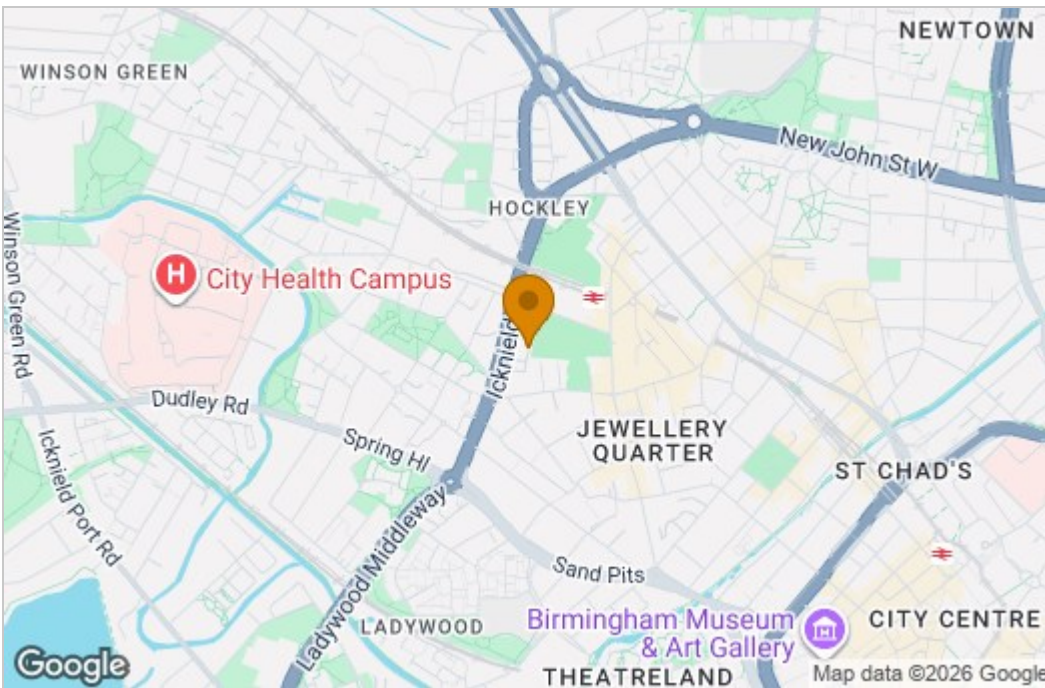 NEWTOWN
WINSON GREEN
New John St W
HOCKLEY
Winson Green Rd
H
City Health Campus
Icknield
Dudley Rd
JEWELLERY
QUARTER
Spring Hl
ST CHAD'S
Icknield Port Rd
Ladywood Middleway
Sand Pits
LADYWOOD
Birmingham Museum
& Art Gallery
CITY CENTRE
THEATRELAND
Google
Map data ©2026 Google